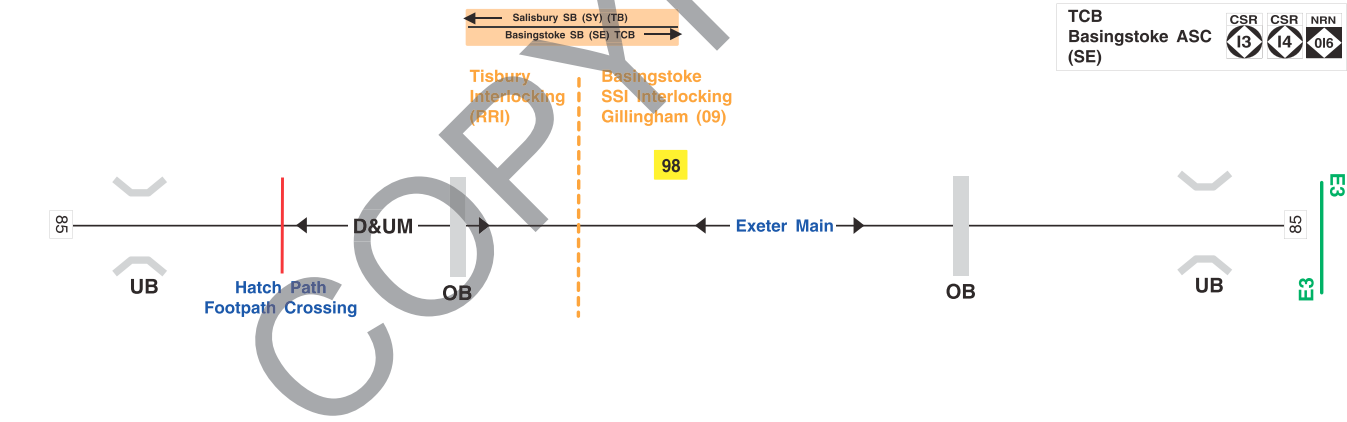 Salisbury SB (SY) (TB)
Basingstoke SB (SE) TCB
TCB
Basingstoke ASC
(SE)
CSR
13
CSR
14
NRN
016
Tisbury
Interlocking
(RRI)
Basingstoke
SSI Interlocking
Gillingham (09)
98
E3
85
D&UM
Exeter Main
85
UB
Hatch Path
Footpath Crossing
OB
OB
UB
E3
COPY